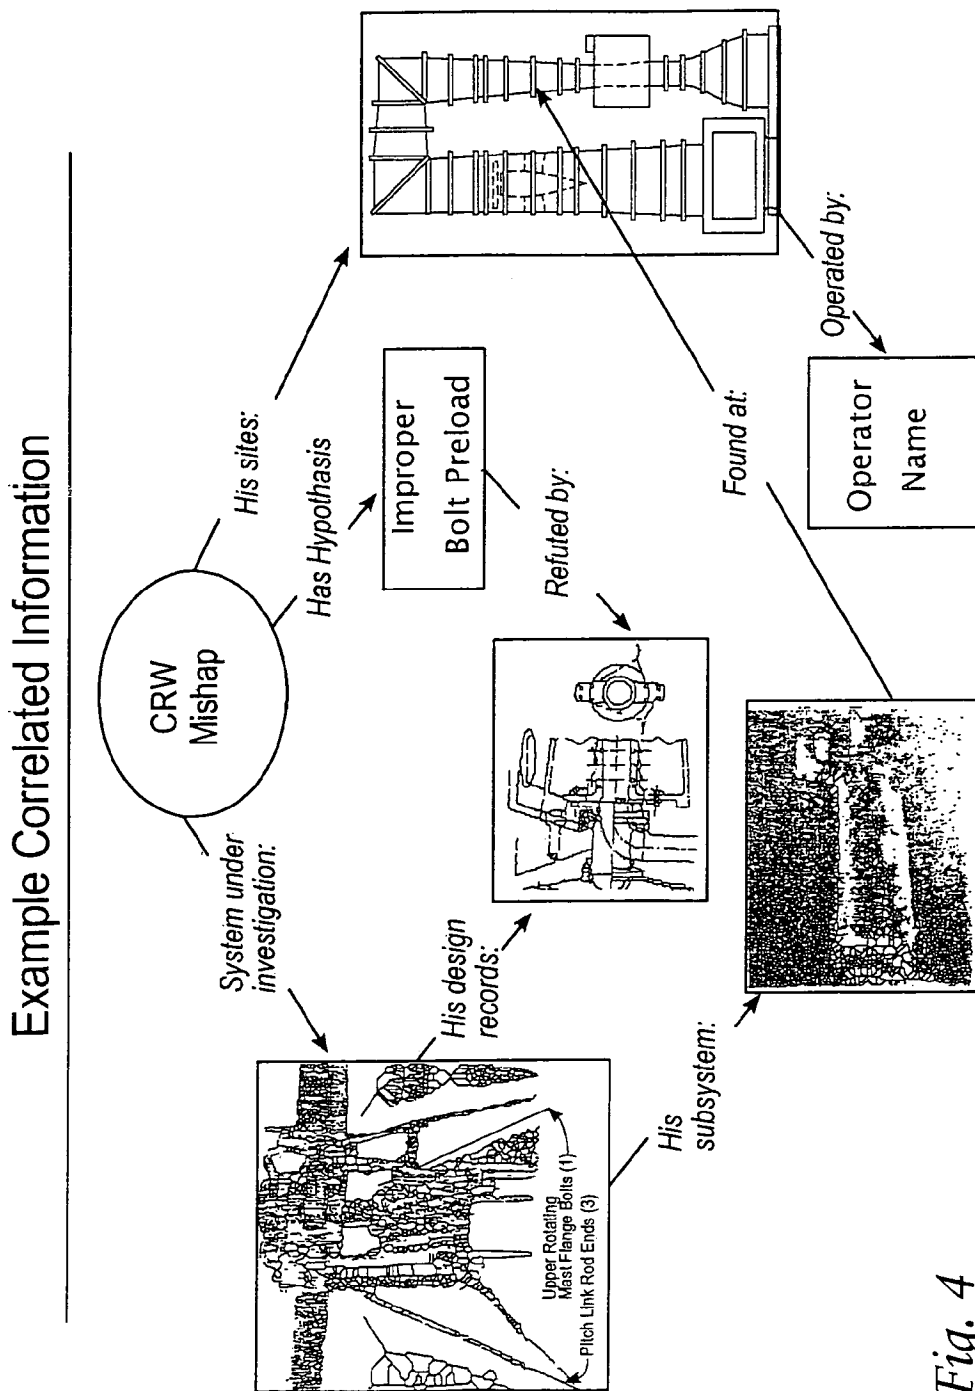 Example Correlated Information
CRW
Mishap
System under
investigation:
Has Hypothasis
His sites:
Improper
Bolt Preload
His design
records:
Refuted by:
Upper Rotating
Mast Flange Bolts (1)
Pitch Link Rod Ends (3)
His
subsystem:
Found at:
Operated by:
Operator
Name
Fig. 4